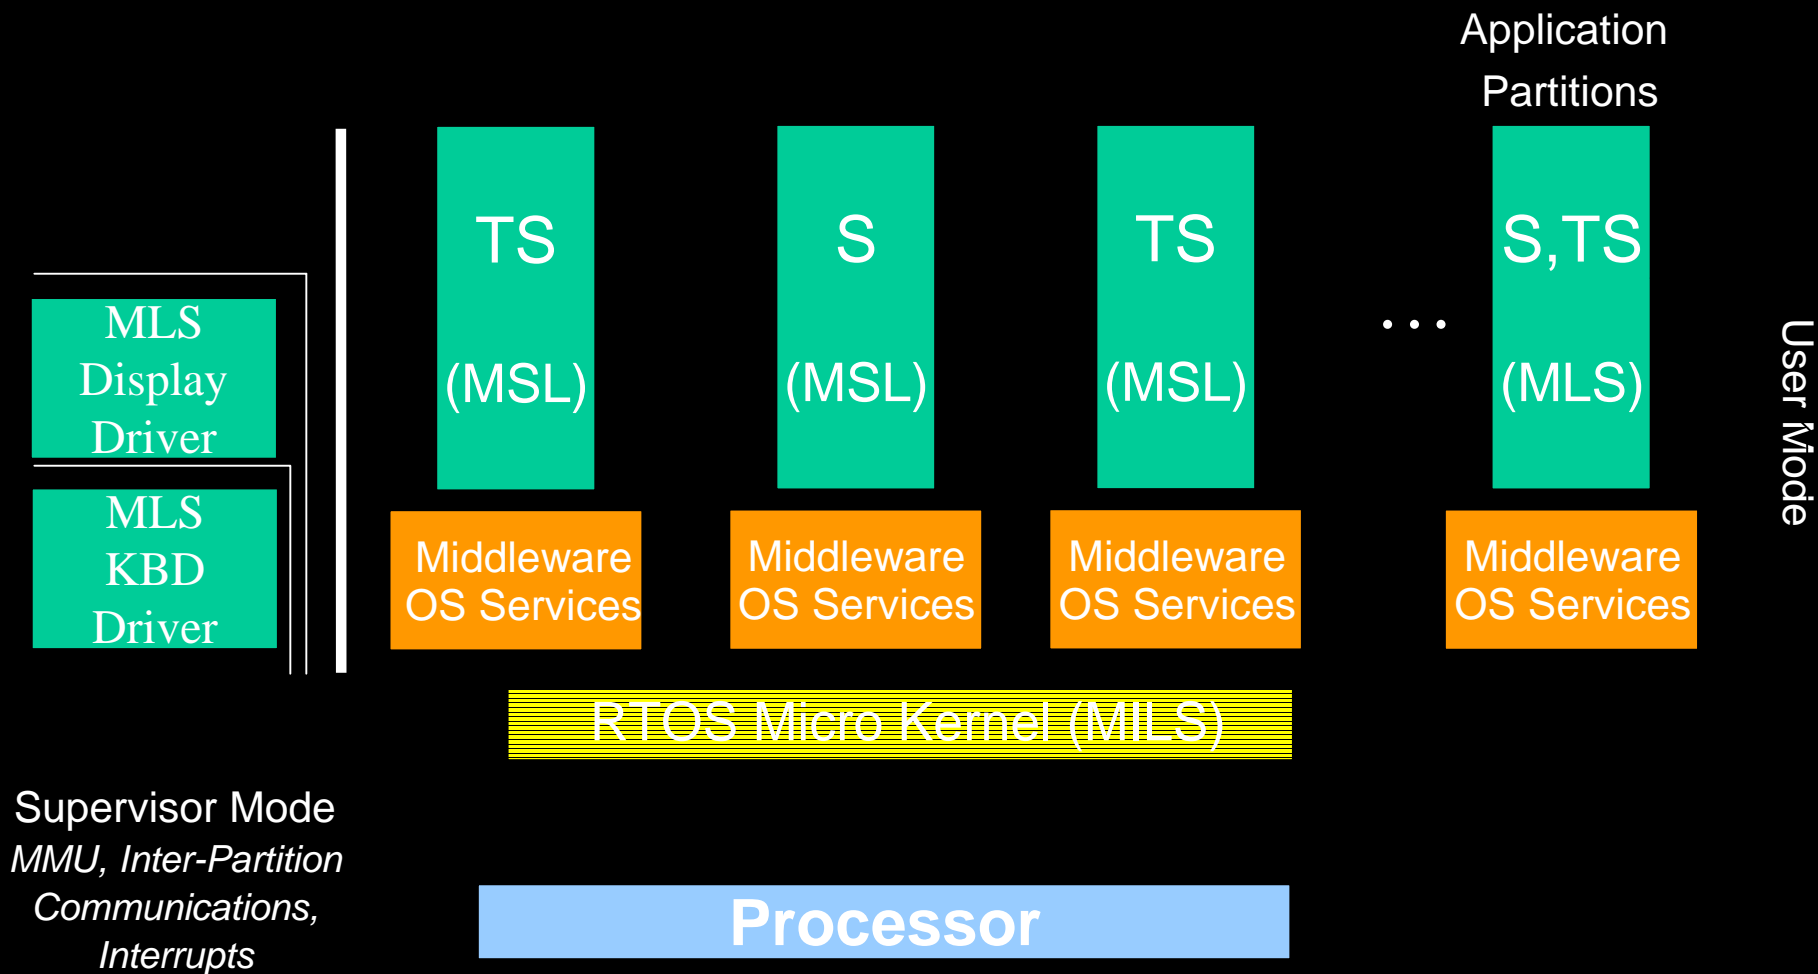 Application
Partitions
TS
(MSL)
S
(MSL)
TS
(MSL)
...
S,TS
(MLS)
User Mode
MLS
Display
Driver
MLS
KBD
Driver
Middleware
OS Services
Middleware
OS Services
Middleware
OS Services
Middleware
OS Services
RTOS Micro Kernel (MILS)
Supervisor Mode
MMU, Inter-Partition
Communications,
Interrupts
Processor